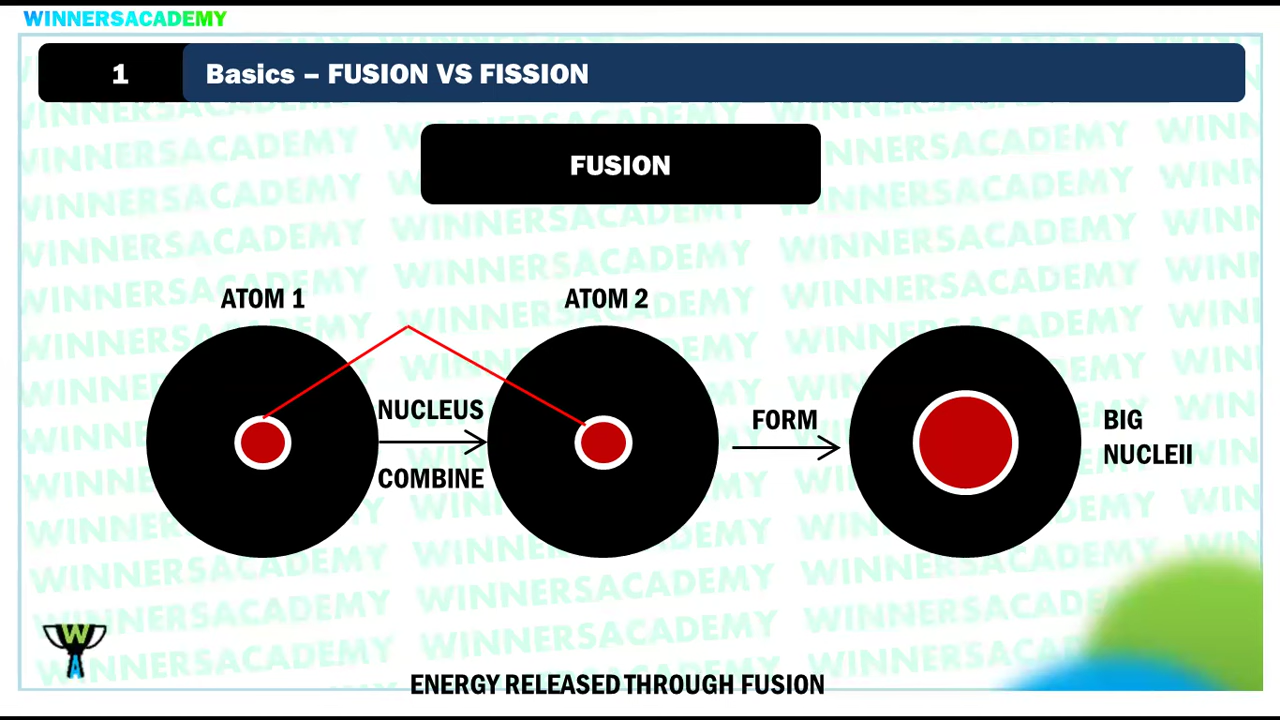 WINNERSACADEMY
1
Basics – FUSION VS FISSION
FUSION
ATOM 1
ATOM 2
NUCLEUS
COMBINE
FORM
BIG
NUCLEII
W
A
ENERGY RELEASED THROUGH FUSION